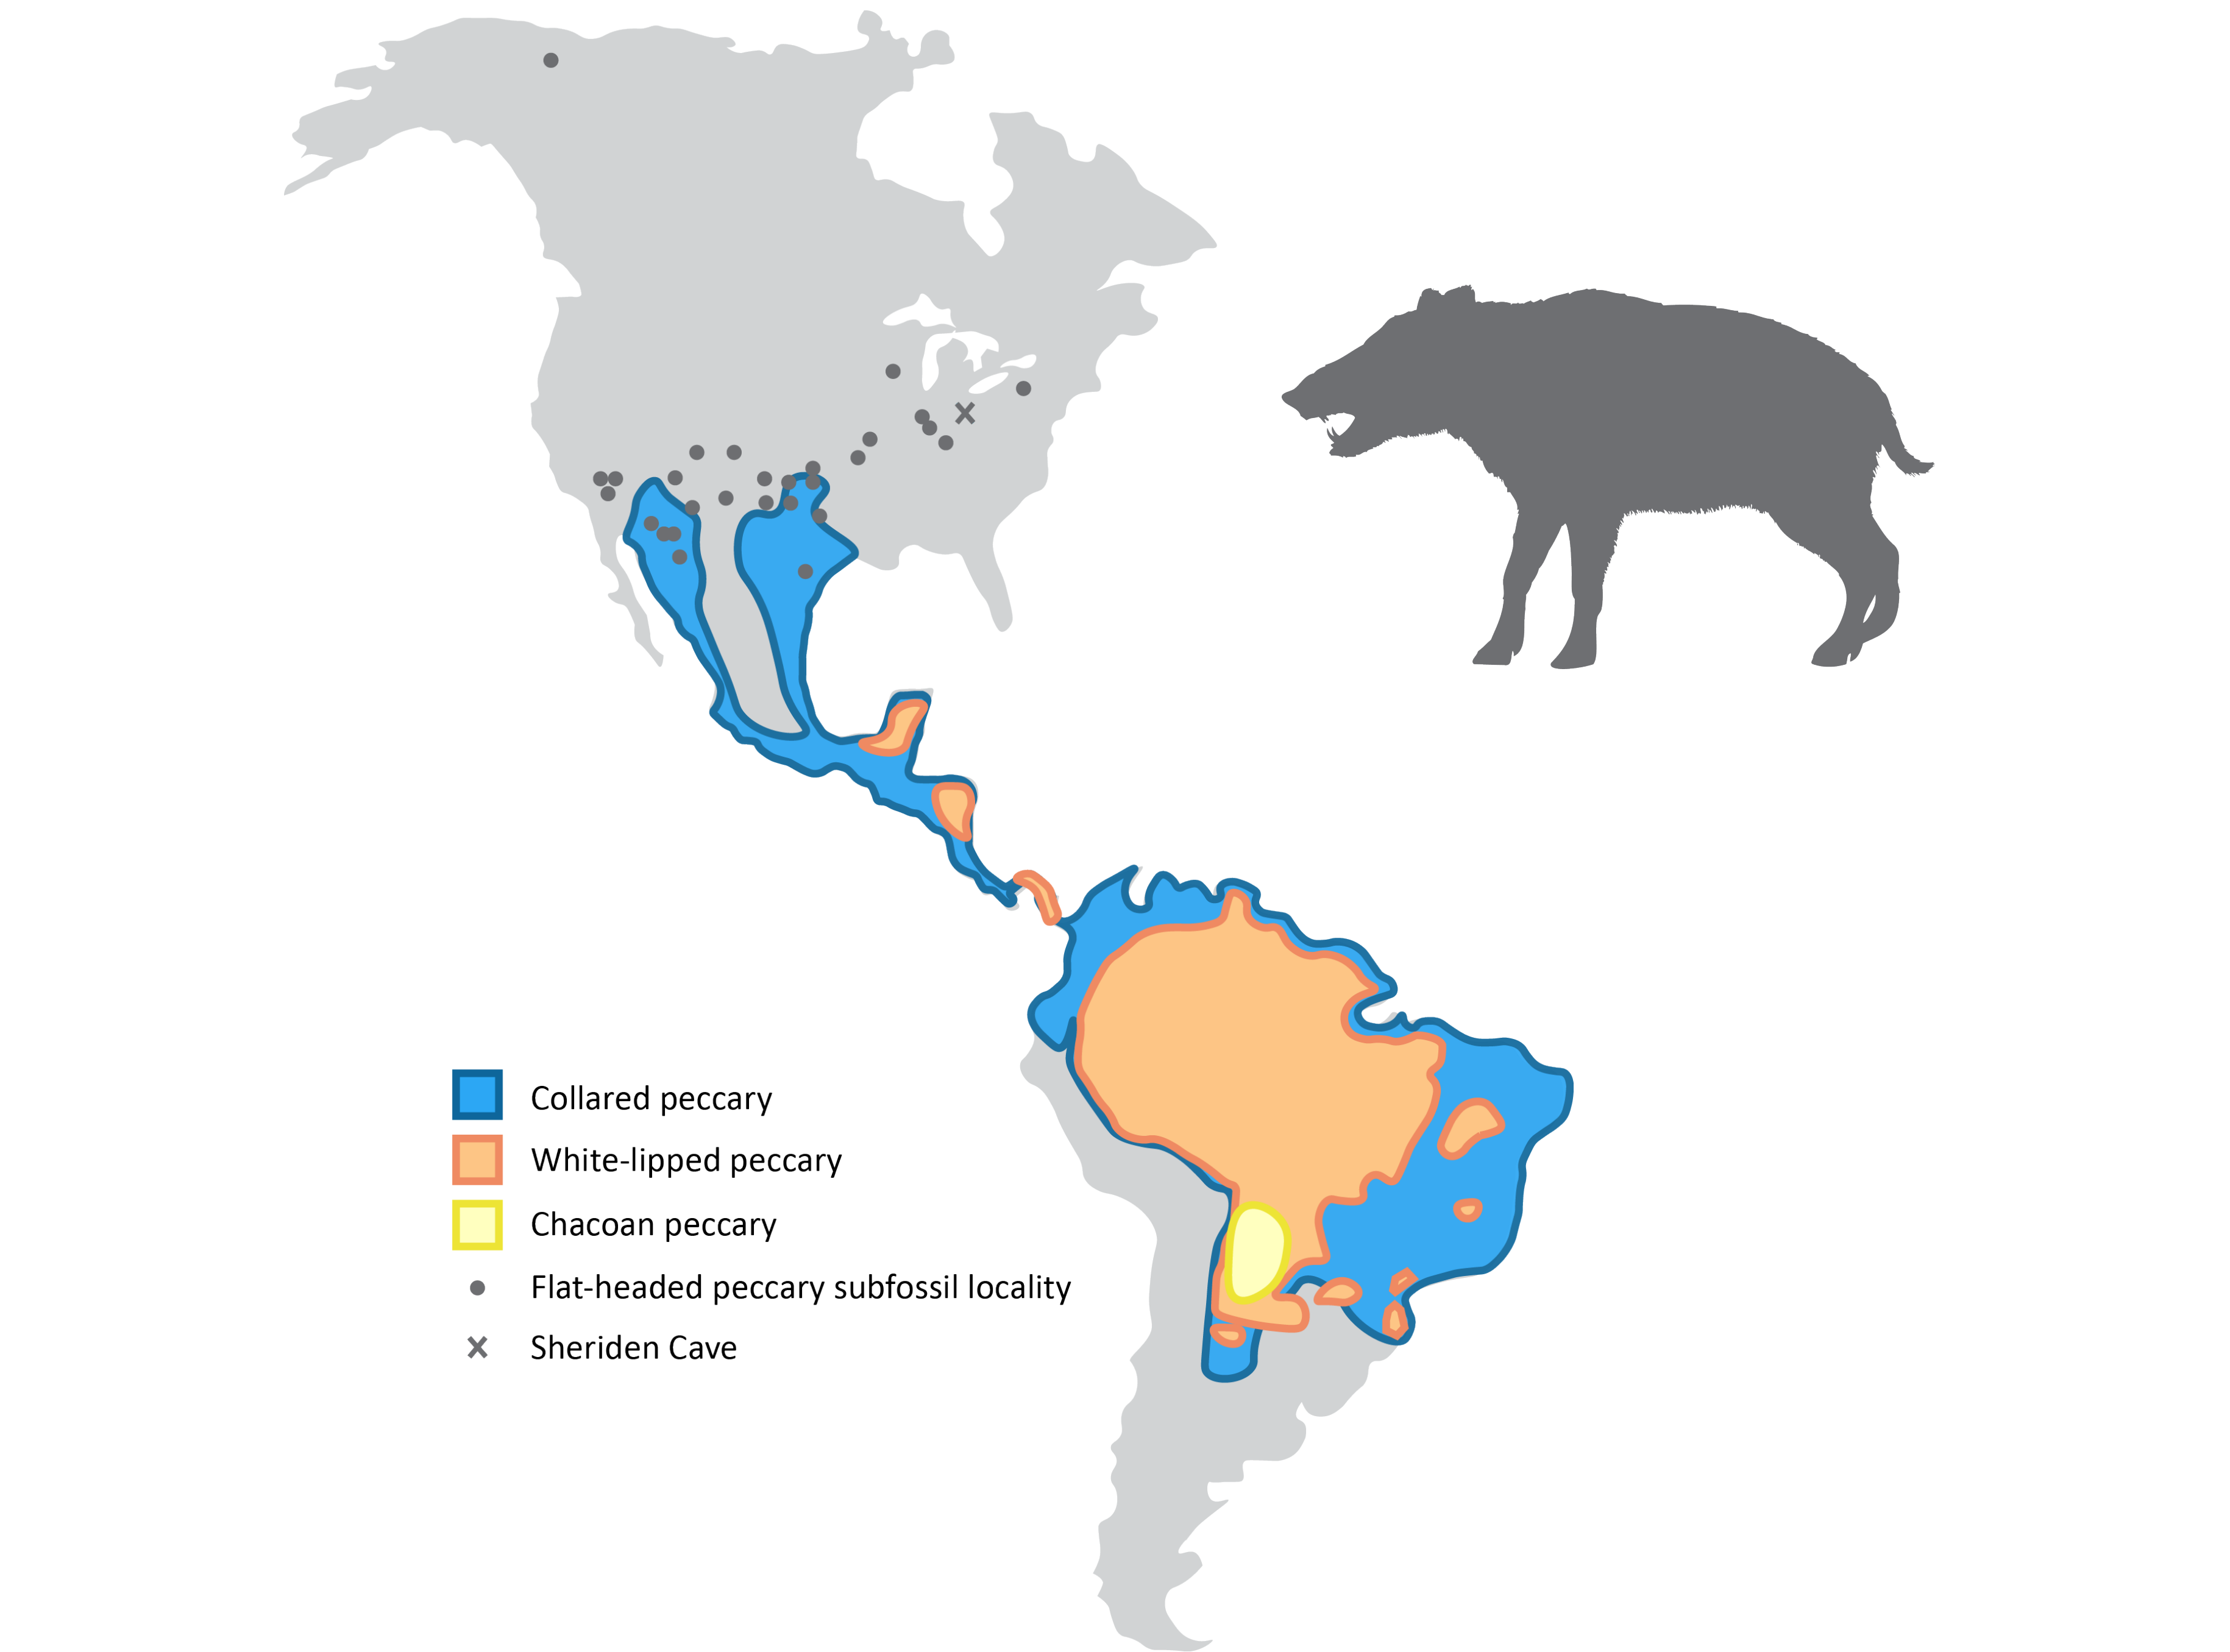 Collared peccary
White-lipped peccary
Chacoan peccary
Flat-headed peccary subfossil locality
Sheriden Cave